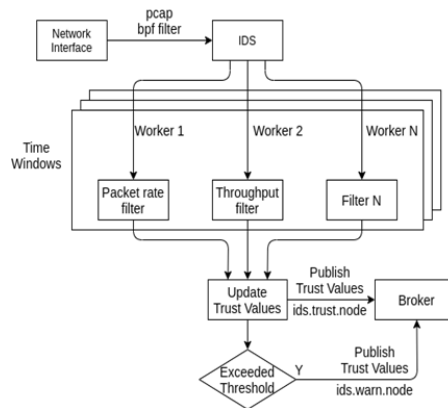 pcap
bpf filter
Network
Interface
IDS
Worker 1
Worker 2
Worker N
Time
Windows
Packet rate
filter
Throughput
filter
Filter N
Update
Trust Values
Publish
Trust Values
ids.trust.node
Broker
Exceeded
Threshold
Y
Publish
Trust Values
ids.warn.node